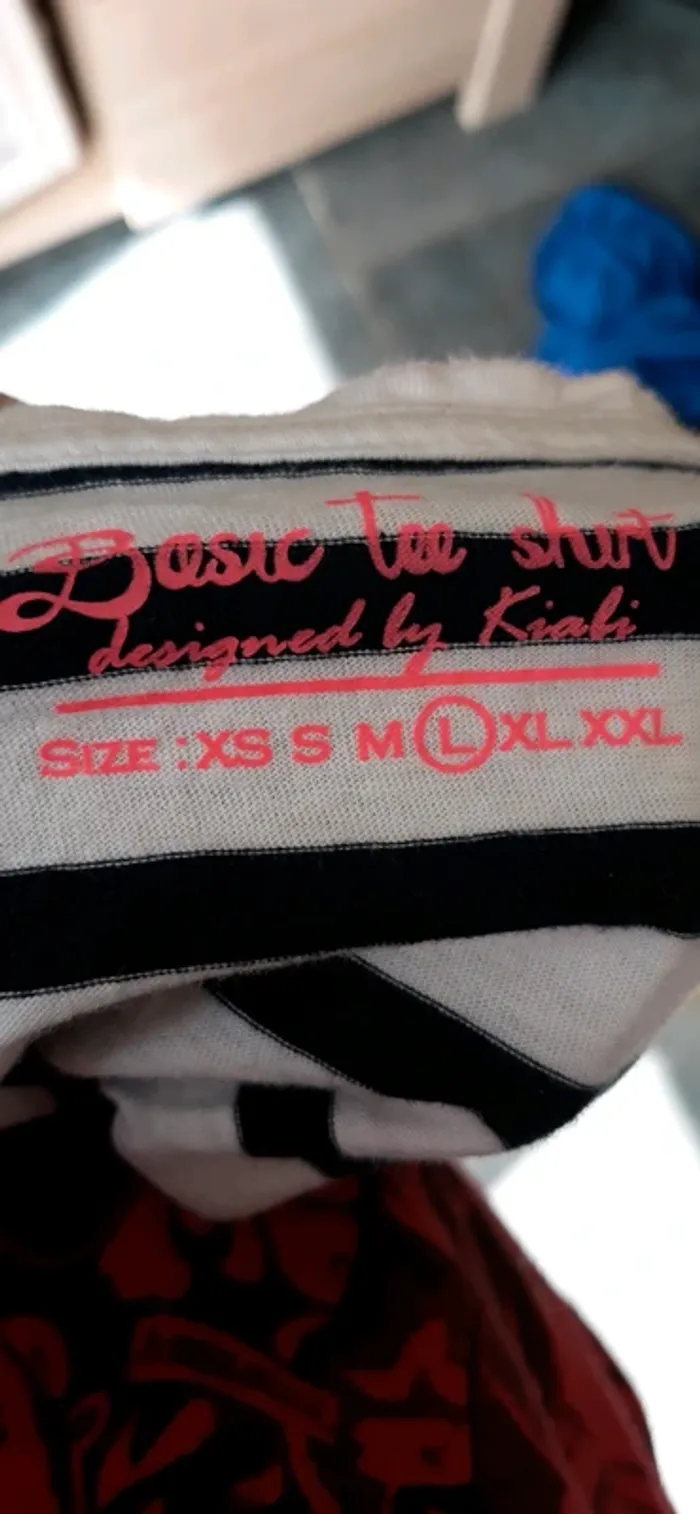 Basic Tee shirt
designed by Kiabi
SIZE : XS S M L XL XXL